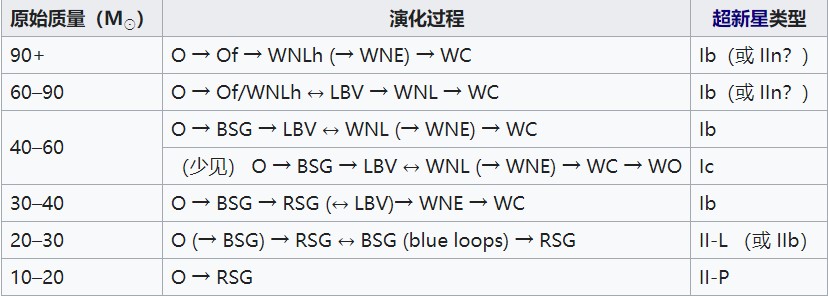 原始质量（M☉） 演化过程 超新星类型
90+ O → Of → WNLh (→ WNE) → WC Ib（或 IIn？）
60–90 O → Of/WNLh ↔ LBV → WNL → WC Ib（或 IIn？）
40–60 O → BSG → LBV ↔ WNL (→ WNE) → WC Ib
（少见） O → BSG → LBV ↔ WNL (→ WNE) → WC → WO Ic
30–40 O → BSG → RSG (↔ LBV)→ WNE → WC Ib
20–30 O (→ BSG) → RSG ↔ BSG (blue loops) → RSG II-L （或 IIb）
10–20 O → RSG II-P